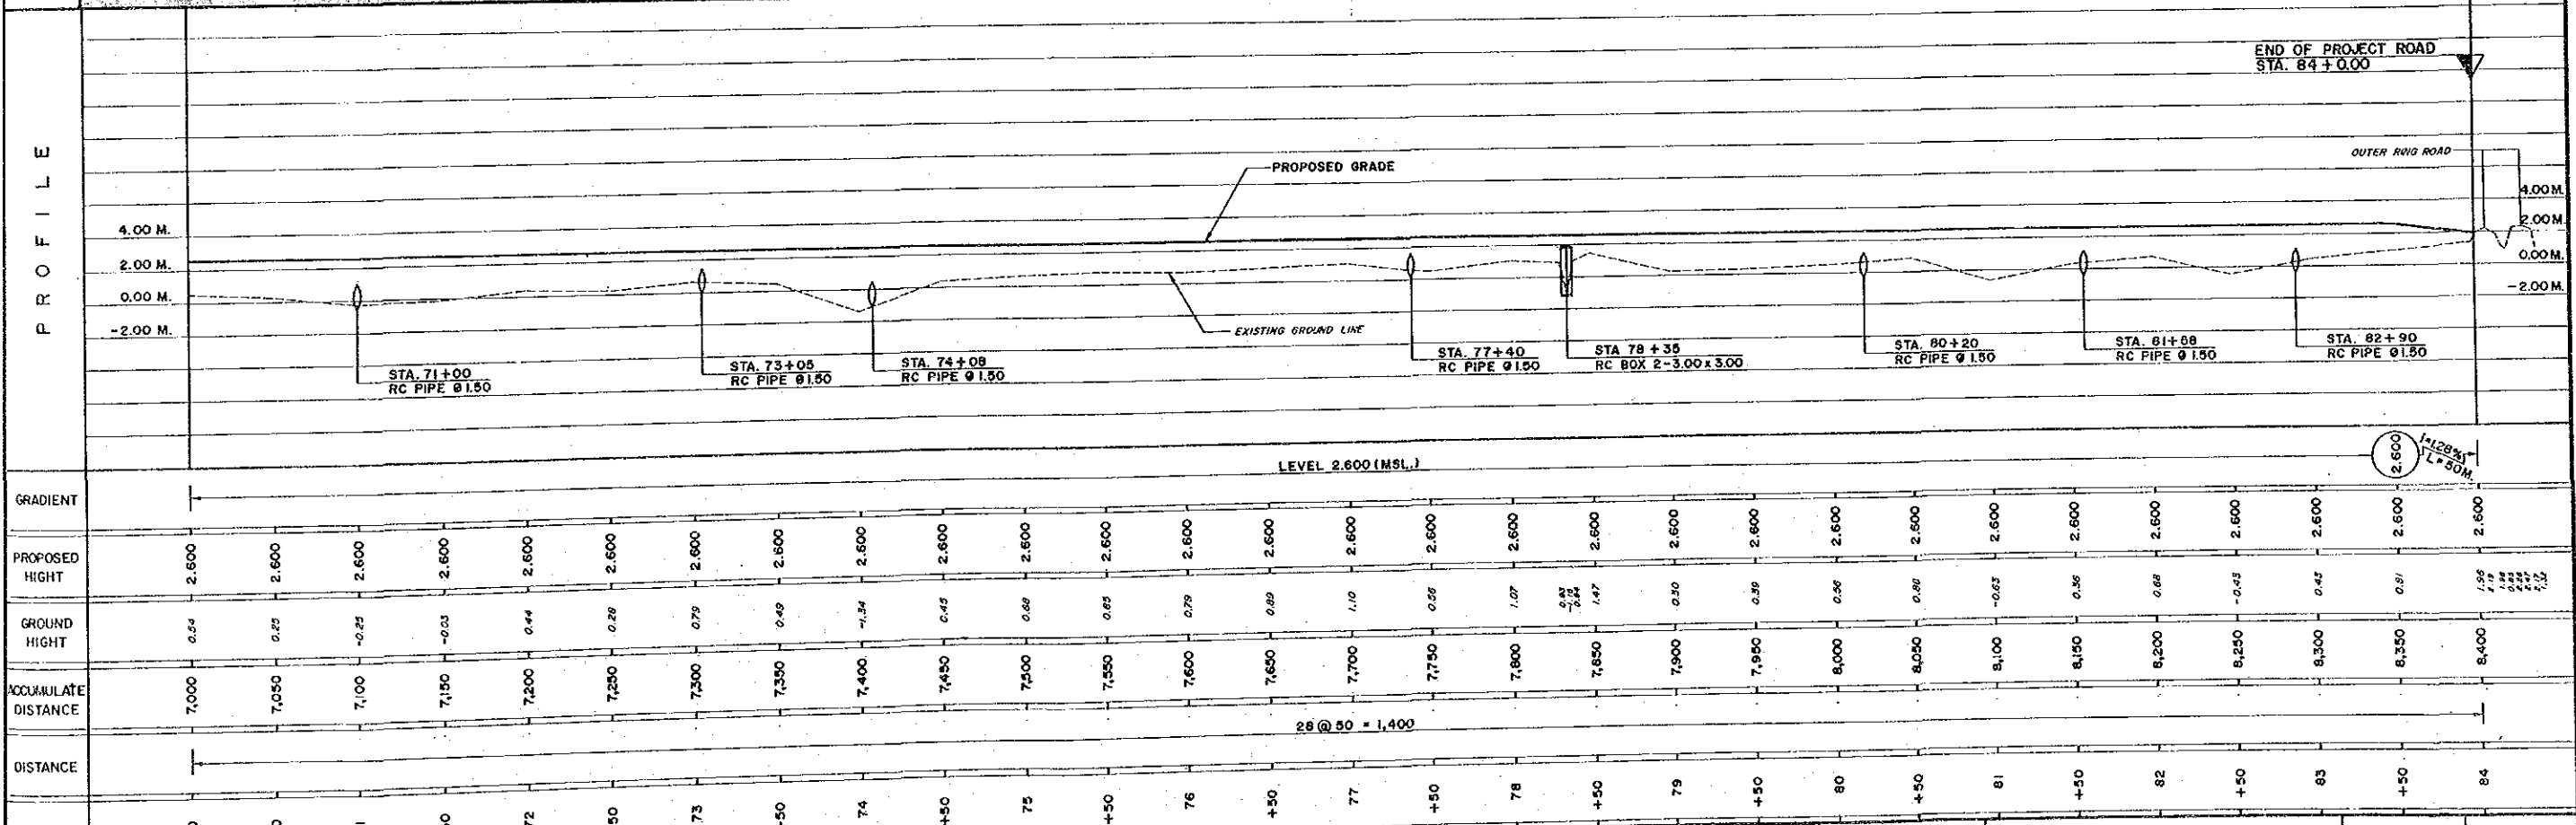 END OF PROJECT ROAD
STA. 84+0.00
OUTER RING ROAD
PROPOSED GRADE
PROFILE
4.00 M.
2.00 M.
0.00 M.
-2.00 M.
4.00 M.
2.00 M.
0.00 M.
-2.00 M.
EXISTING GROUND LINE
STA. 71+00
RC PIPE Ø1.50
STA. 73+05
RC PIPE Ø1.50
STA. 74+08
RC PIPE Ø1.50
STA. 77+40
RC PIPE Ø1.50
STA 78+35
RC BOX 2-3.00x3.00
STA. 80+20
RC PIPE Ø1.50
STA. 81+58
RC PIPE Ø1.50
STA. 82+90
RC PIPE Ø1.50
GRADIENT
LEVEL 2.600 (MSL.)
2.600
I=1.28%
L=50M.
PROPOSED HIGHT
2.600 2.600 2.600 2.600 2.600 2.600 2.600 2.600 2.600 2.600 2.600 2.600 2.600 2.600 2.600 2.600 2.600 2.600 2.600 2.600 2.600 2.600 2.600 2.600 2.600 2.600 2.600 2.600 2.600
GROUND HIGHT
0.54 0.25 -0.25 -0.03 0.44 0.28 0.79 0.49 -1.34 0.45 0.68 0.85 0.79 0.89 1.10 0.58 1.07 1.47 0.50 0.39 0.56 0.80 -0.63 0.36 0.68 -0.43 0.43 0.81 1.96
ACCUMULATE DISTANCE
7,000 7,050 7,100 7,150 7,200 7,250 7,300 7,350 7,400 7,450 7,500 7,550 7,600 7,650 7,700 7,750 7,800 7,850 7,900 7,950 8,000 8,050 8,100 8,150 8,200 8,250 8,300 8,350 8,400
DISTANCE
28 @ 50 = 1,400
72 73 74 +50 75 +50 76 +50 77 +50 78 +50 79 +50 80 +50 81 +50 82 +50 83 +50 84